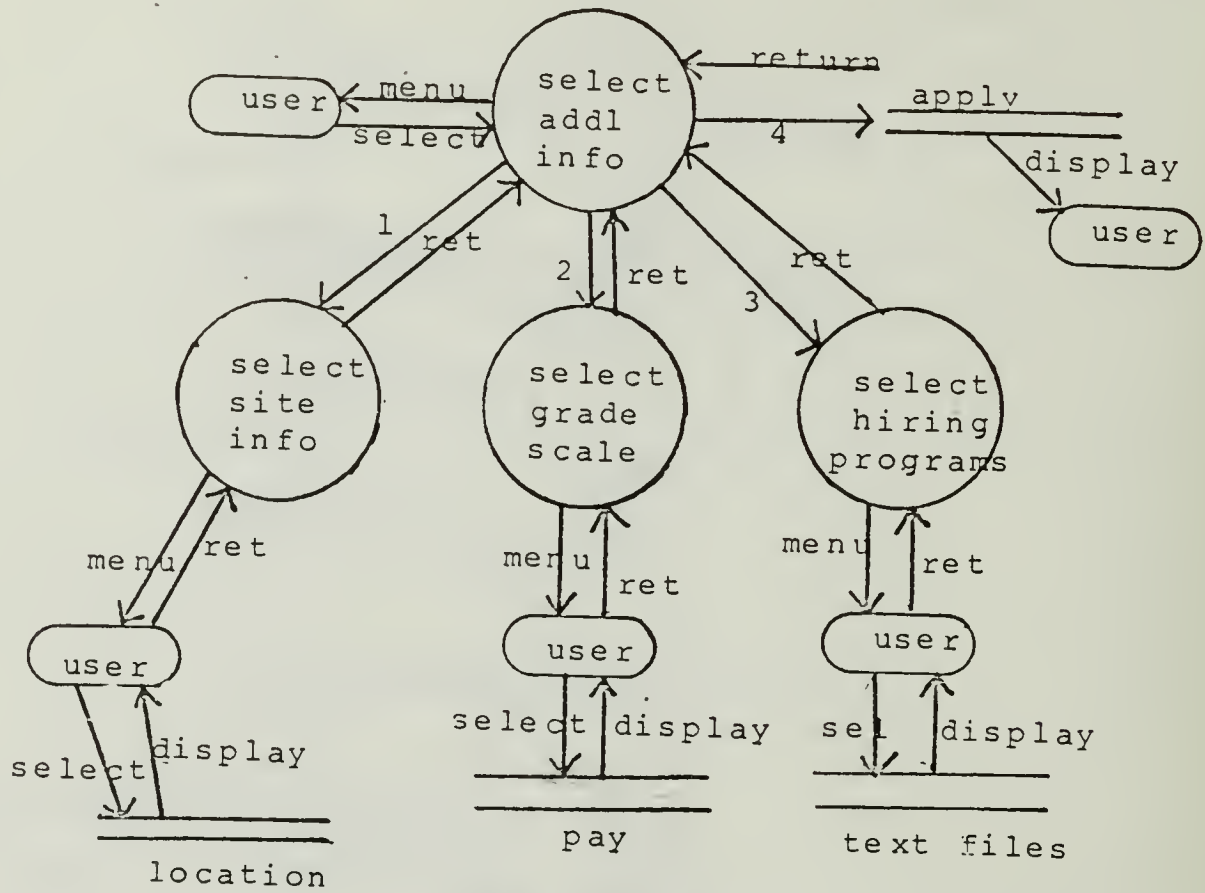 select
addl
info
return
user
menu
select
apply
4
display
user
1
ret
2
ret
3
ret
select
site
info
select
grade
scale
select
hiring
programs
menu
ret
menu
ret
menu
ret
user
user
user
select
display
select
display
sel
display
location
pay
text files